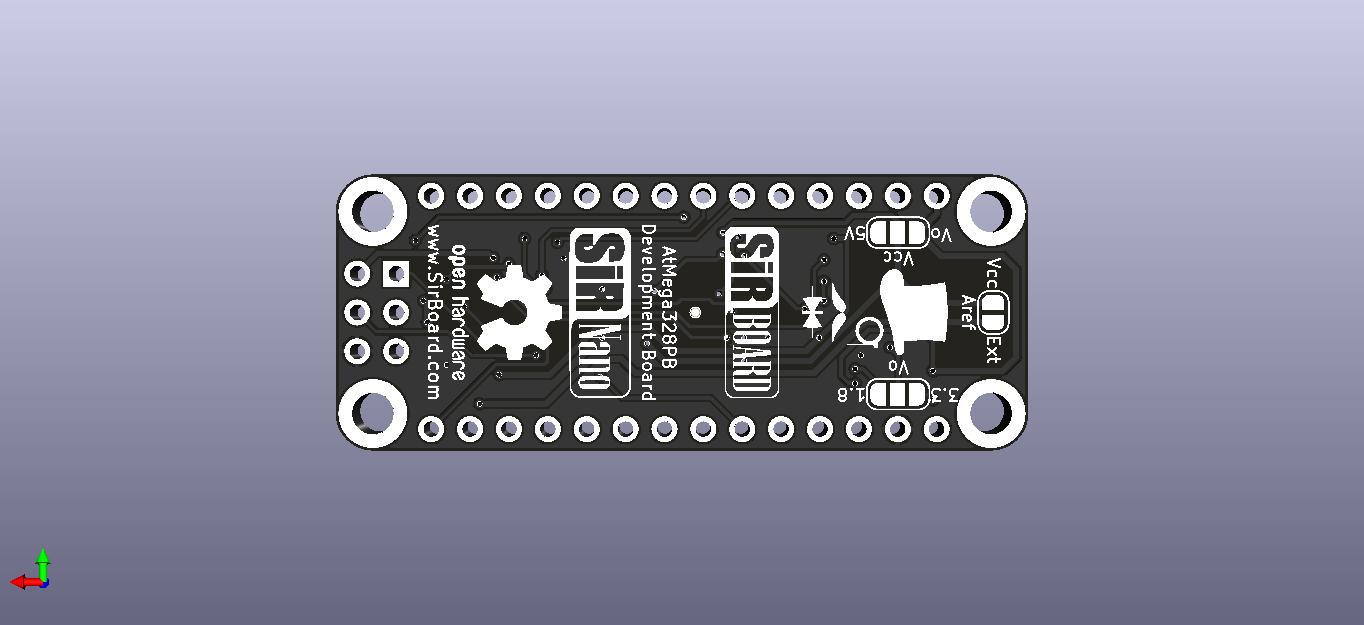 www.SirBoard.com
open hardware
SiR
Nano
Development Board
AtMega328PB
SiR
BOARD
5V
Vo
Vcc
Vcc
Aref
Ext
Vo
1.8
3.3